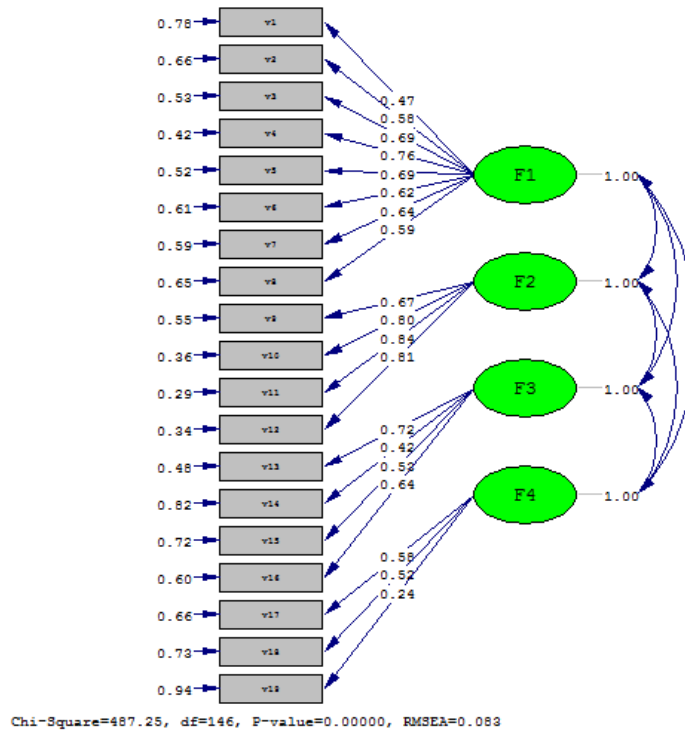 0.78 v1
0.66 v2
0.53 v3
0.42 v4
0.52 v5
0.61 v6
0.59 v7
0.65 v8
0.55 v9
0.36 v10
0.29 v11
0.34 v12
0.48 v13
0.82 v14
0.72 v15
0.60 v16
0.66 v17
0.73 v18
0.94 v19
0.47
0.58
0.69
0.76
0.69
0.62
0.64
0.59
0.67
0.80
0.84
0.81
0.72
0.42
0.53
0.64
0.58
0.52
0.24
F1 1.00
F2 1.00
F3 1.00
F4 1.00
Chi-Square=487.25, df=146, P-value=0.00000, RMSEA=0.083